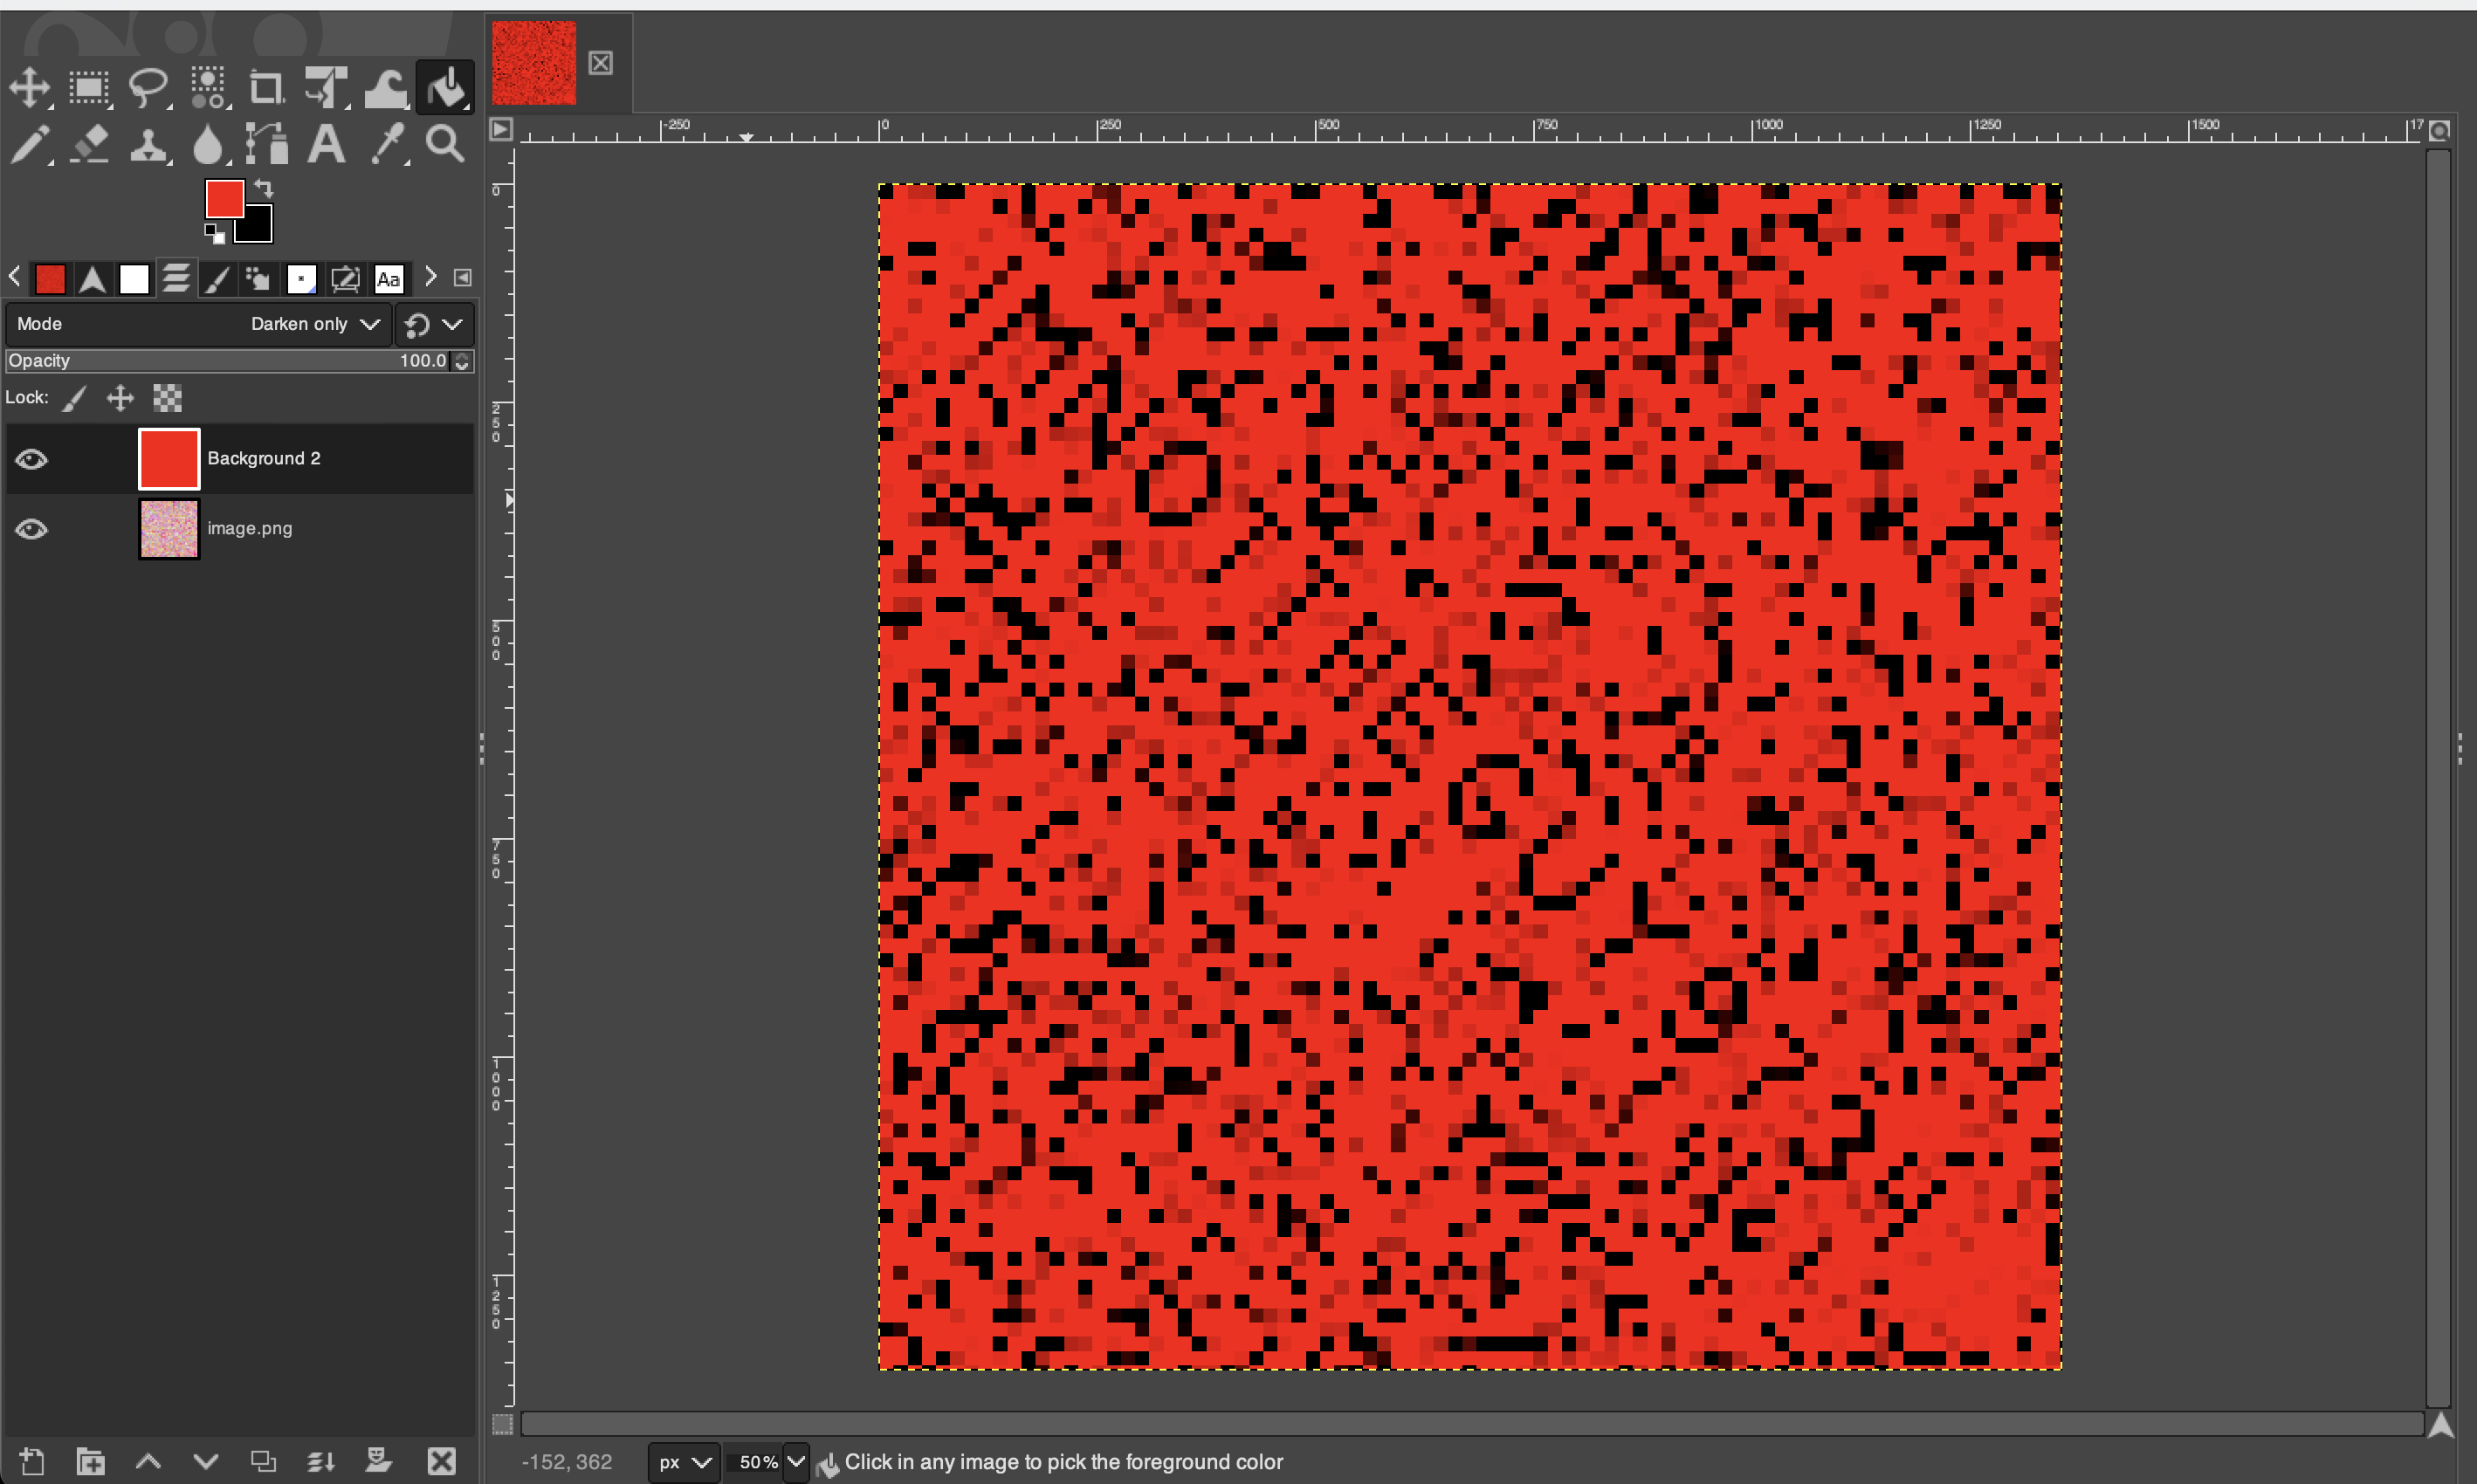 -250 0 250 500 750 1000 1250 1500 17
0
250
500
750
1000
1250
Aa
Mode Darken only
Opacity 100.0
Lock:
Background 2
image.png
-152, 362 px 50% Click in any image to pick the foreground color